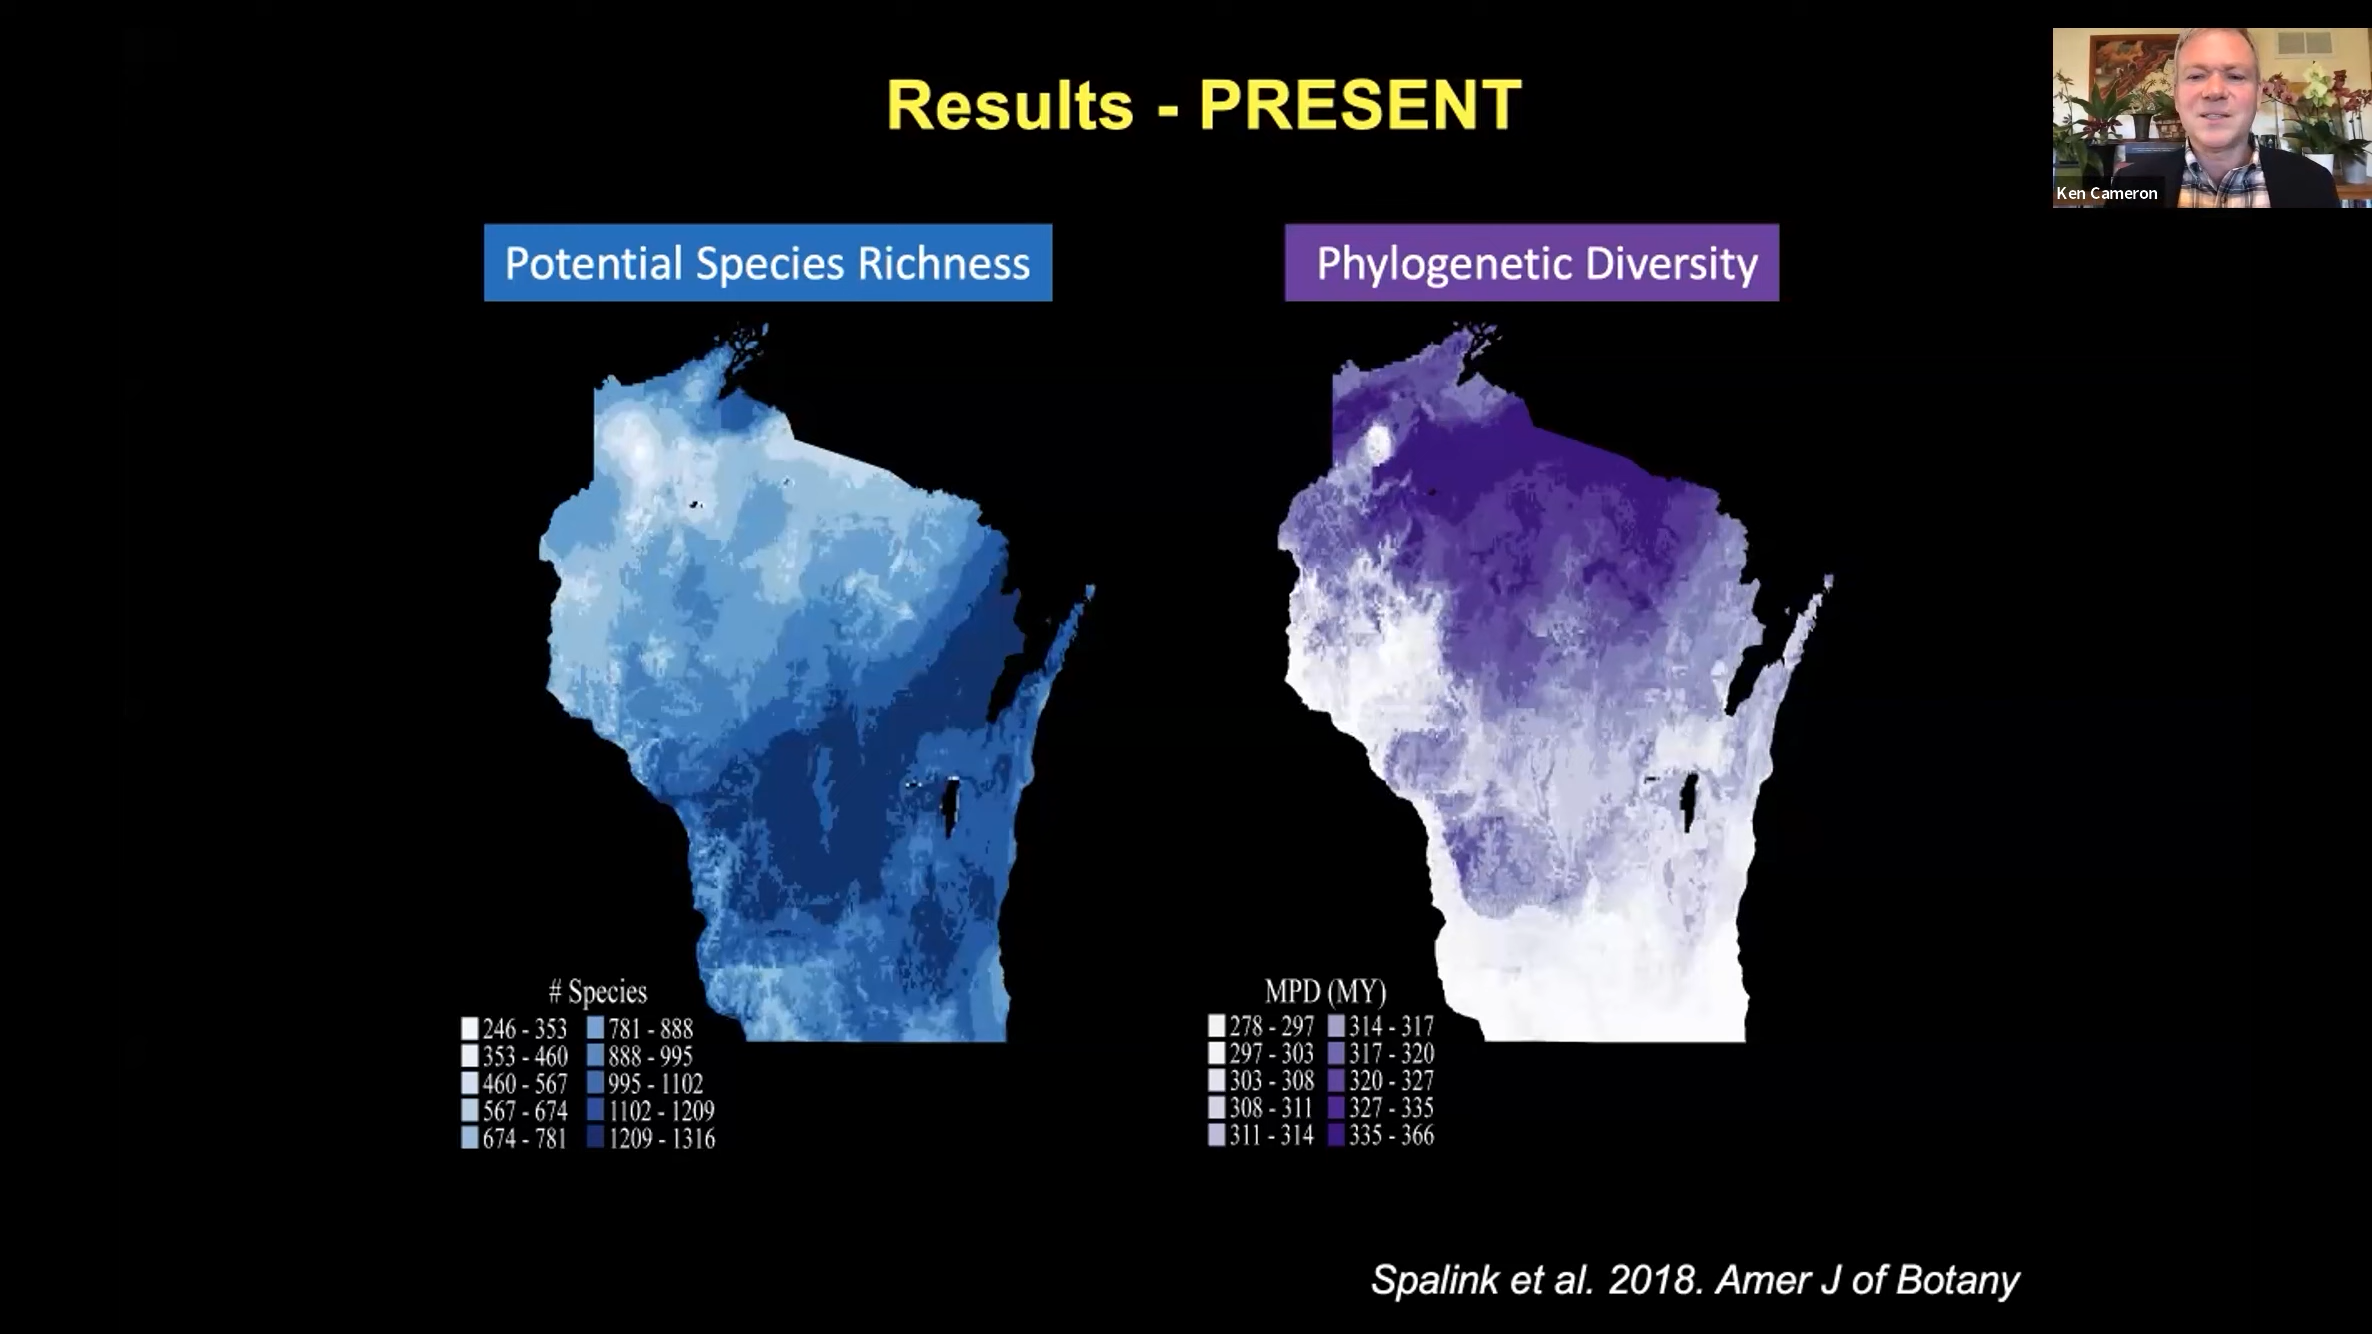 Results - PRESENT
Ken Cameron
Potential Species Richness
Phylogenetic Diversity
# Species
246 - 353 781 - 888
353 - 460 888 - 995
460 - 567 995 - 1102
567 - 674 1102 - 1209
674 - 781 1209 - 1316
MPD (MY)
278 - 297 314 - 317
297 - 303 317 - 320
303 - 308 320 - 327
308 - 311 327 - 335
311 - 314 335 - 366
Spalink et al. 2018. Amer J of Botany